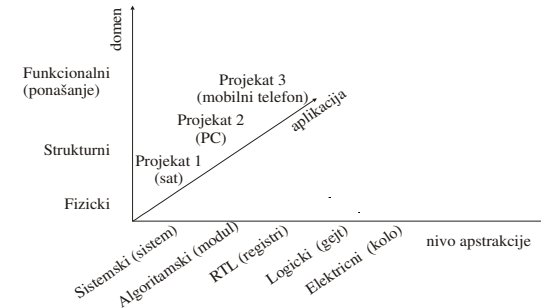 domen
Funkcionalni
(ponašanje)
Projekat 3
(mobilni telefon)
aplikacija
Projekat 2
(PC)
Strukturni
Projekat 1
(sat)
Fizicki
Sistemski (sistem)
Algoritamski (modul)
RTL (registri)
Logicki (gejt)
Elektricni (kolo)
nivo apstrakcije